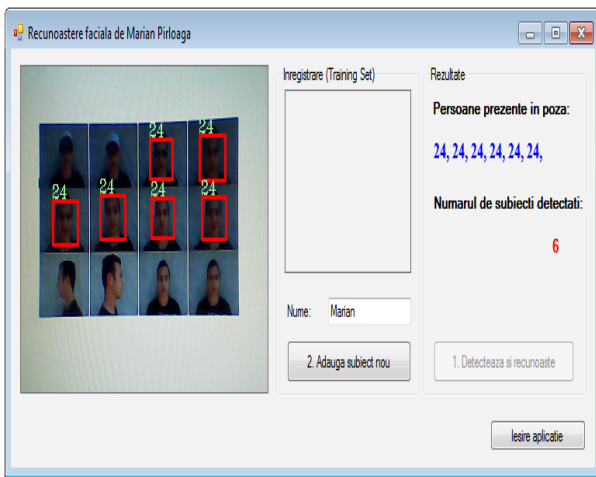 Recunoastere faciala de Marian Pirloaga
24 24
24 24 24 24
Inregistrare (Training Set)
Nume: Marian
2. Adauga subiect nou
Rezultate
Persoane prezente in poza:
24, 24, 24, 24, 24, 24,
Numarul de subiecti detectati:
6
1. Detecteaza si recunoaste
Iesire aplicatie